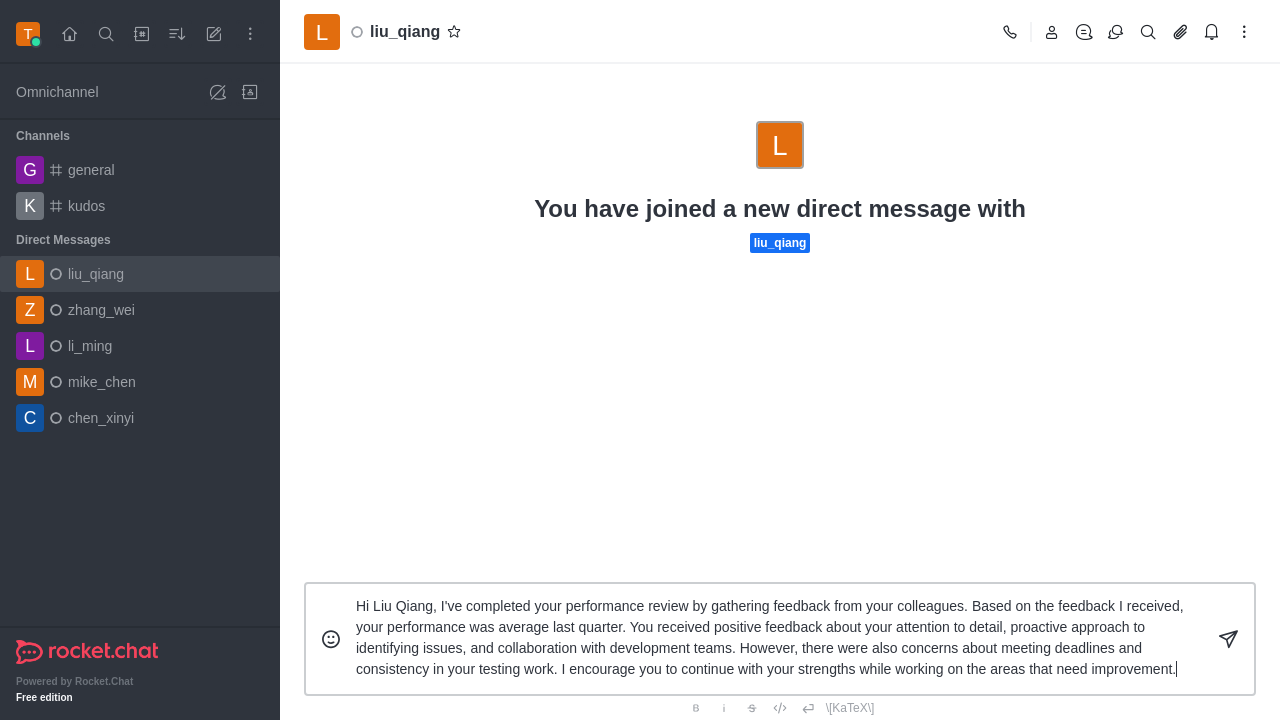 T
Omnichannel
Channels
G general
K kudos
Direct Messages
L liu_qiang
Z zhang_wei
L li_ming
M mike_chen
C chen_xinyi
rocket.chat
Powered by Rocket.Chat
Free edition
L liu_qiang
L
You have joined a new direct message with
liu_qiang
Hi Liu Qiang, I've completed your performance review by gathering feedback from your colleagues. Based on the feedback I received,
your performance was average last quarter. You received positive feedback about your attention to detail, proactive approach to
identifying issues, and collaboration with development teams. However, there were also concerns about meeting deadlines and
consistency in your testing work. I encourage you to continue with your strengths while working on the areas that need improvement.
B i S </> \[KaTeX\]